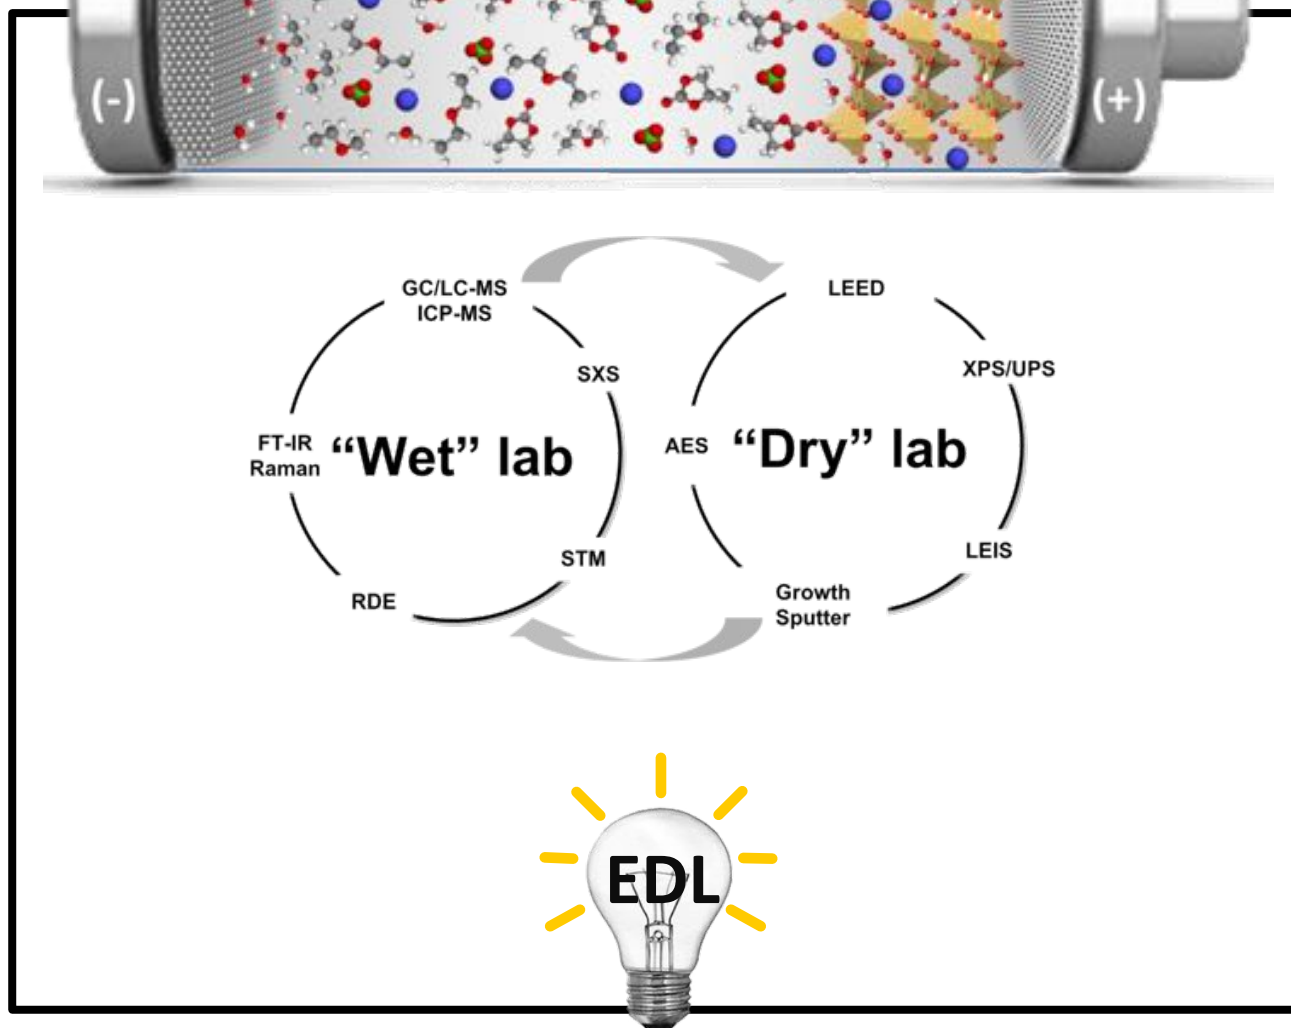 (-)
(+)
GC/LC-MS
ICP-MS
SXS
FT-IR
Raman
“Wet” lab
STM
RDE
LEED
XPS/UPS
AES
“Dry” lab
LEIS
Growth
Sputter
EDL